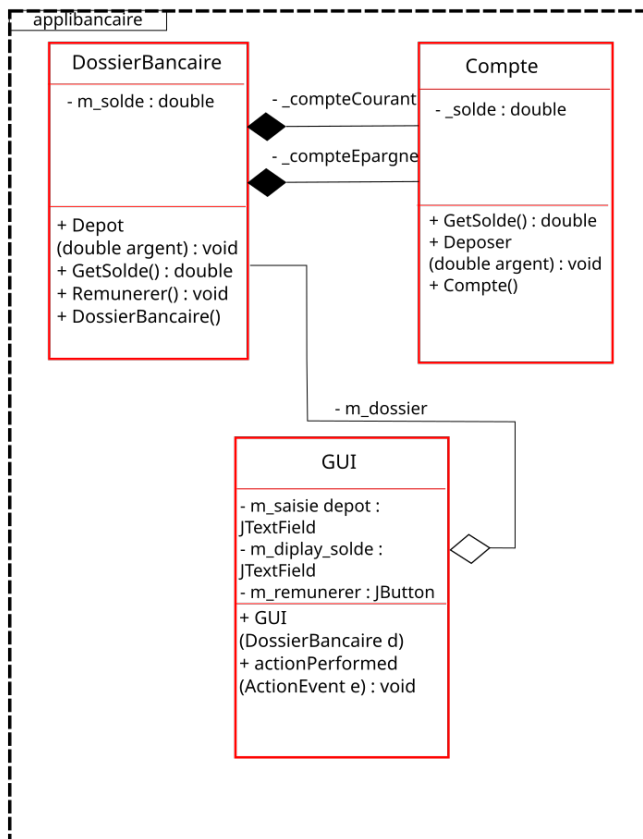 applibancaire
DossierBancaire
- m_solde : double
+ Depot
(double argent) : void
+ GetSolde() : double
+ Remunerer() : void
+ DossierBancaire()
- _compteCourant
- _compteEpargne
Compte
- _solde : double
+ GetSolde() : double
+ Deposer
(double argent) : void
+ Compte()
- m_dossier
GUI
- m_saisie depot :
JTextField
- m_diplay_solde :
JTextField
- m_remunerer : JButton
+ GUI
(DossierBancaire d)
+ actionPerformed
(ActionEvent e) : void